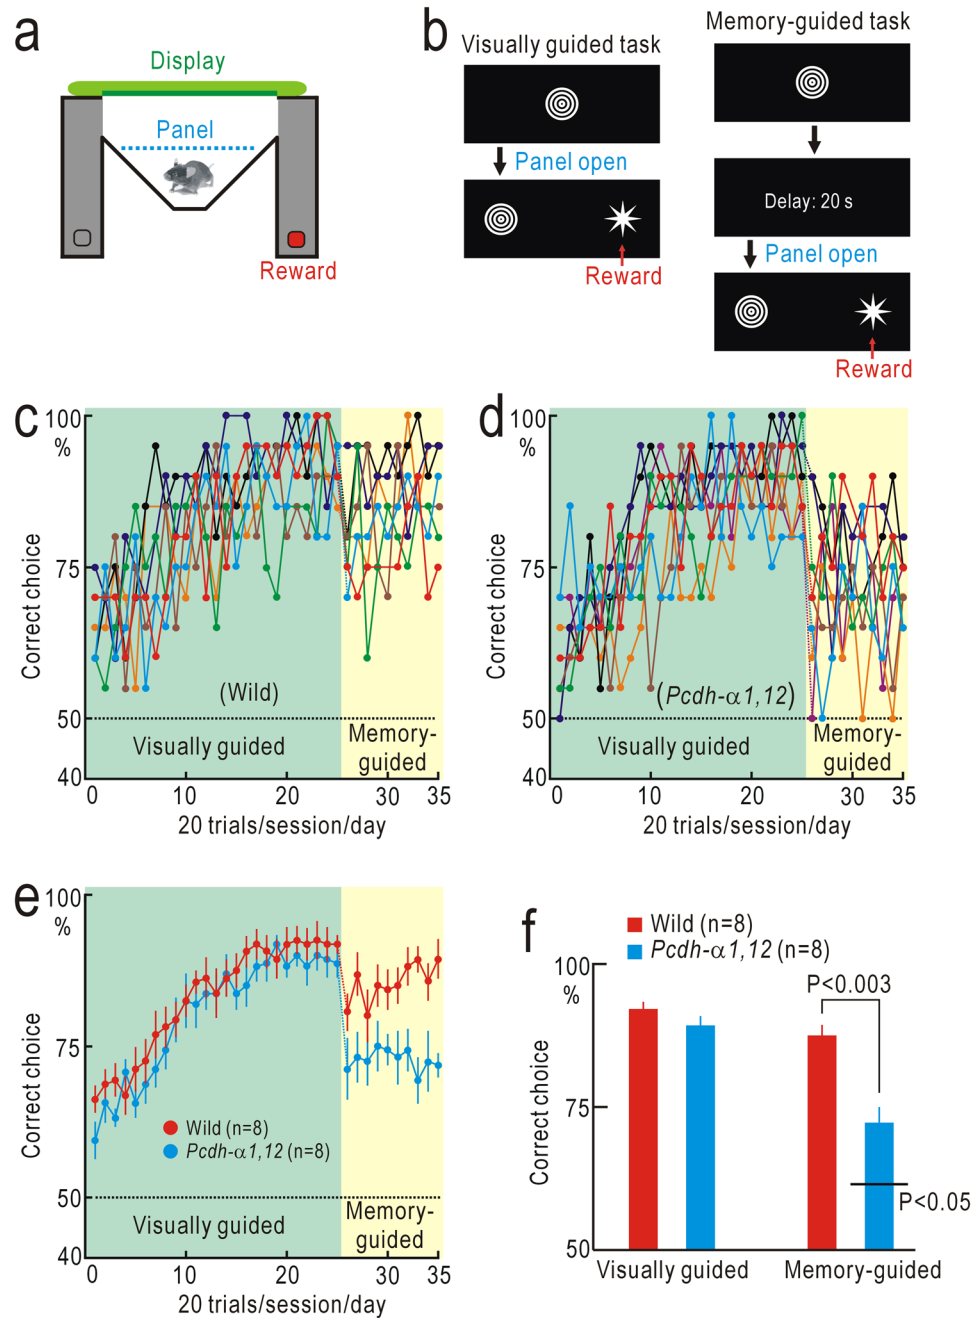 a
Display
Panel
Reward
b
Visually guided task
Panel open
Reward
Memory-guided task
Delay: 20 s
Panel open
Reward
c
100
%
75
50
40
Correct choice
(Wild)
Visually guided
Memory-
guided
0 10 20 30 35
20 trials/session/day
d
100
%
75
50
40
Correct choice
(Pcdh-α1,12)
Visually guided
Memory-
guided
0 10 20 30 35
20 trials/session/day
e
100
%
75
50
40
Correct choice
Wild (n=8)
Pcdh-α1,12 (n=8)
Visually guided
Memory-
guided
0 10 20 30 35
20 trials/session/day
f
Wild (n=8)
Pcdh-α1,12 (n=8)
100
%
75
50
Correct choice
P<0.003
P<0.05
Visually guided
Memory-guided